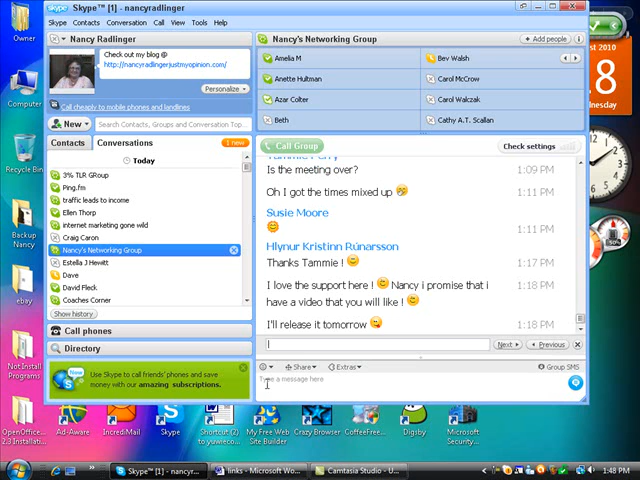 Skype™ [1] - nancyradlinger
Skype Contacts Conversation Call View Tools Help
Nancy Radlinger
Check out my blog @
http://nancyradlingerjustmyopinion.com/
Personalize
Call cheaply to mobile phones and landlines
New
Search Contacts, Groups and Conversation Top...
Contacts
Conversations
1 new
Today
3% TLR GRoup
Ping.fm
traffic leads to income
Ellen Thorp
internet marketing gone wild
Craig Caron
Nancy's Networking Group
Estella J Hewitt
Dave
David Fleck
Coaches Corner
Show history
Call phones
Directory
Use Skype to call friends' phones and save
money with our amazing subscriptions.
Nancy's Networking Group
Add people
Amelia M
Bev Walsh
Anette Hultman
Carol McCrow
Azar Colter
Carol Walczak
Beth
Cathy A.T. Scallan
Call Group
Check settings
Is the meeting over? 1:09 PM
Oh I got the times mixed up 1:11 PM
Susie Moore
1:11 PM
Hlynur Kristinn Rúnarsson
Thanks Tammie ! 1:17 PM
I love the support here ! Nancy i promise that i 1:18 PM
have a video that you will like !
I'll release it tomorrow 1:18 PM
Next
Previous
Share
Extras
Group SMS
Type a message here
Owner
Computer
Recycle Bin
Backup
Nancy
ebay
Not Install
Programs
OpenOffice...
2.3 Installati...
Ad-Aware
IncrediMail
Skype
Shortcut (2)
to yuwieco...
My Free Web
Site Builder
Crazy Browser
CoffeeFree...
Digsby
Microsoft
Security...
2010
8
Skype™ [1] - nancyr...
links - Microsoft Wo...
Camtasia Studio - U...
1:48 PM